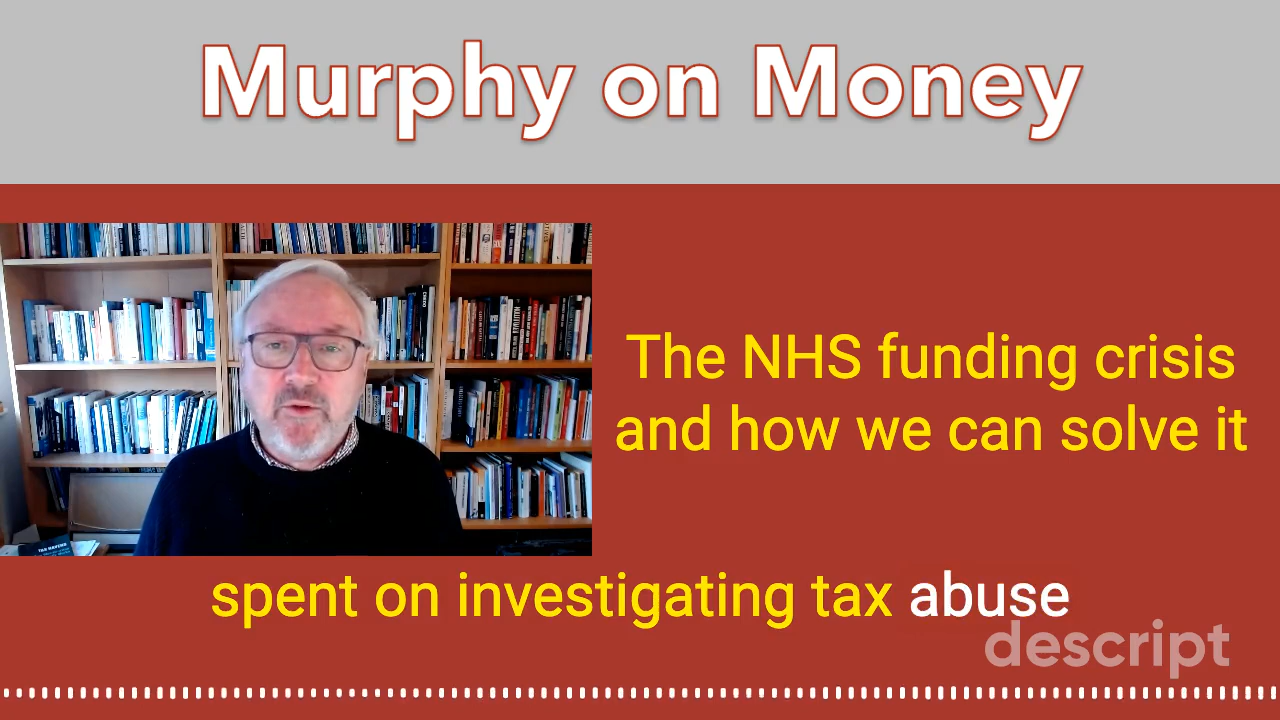 Murphy on Money
The NHS funding crisis
and how we can solve it
spent on investigating tax abuse
descript